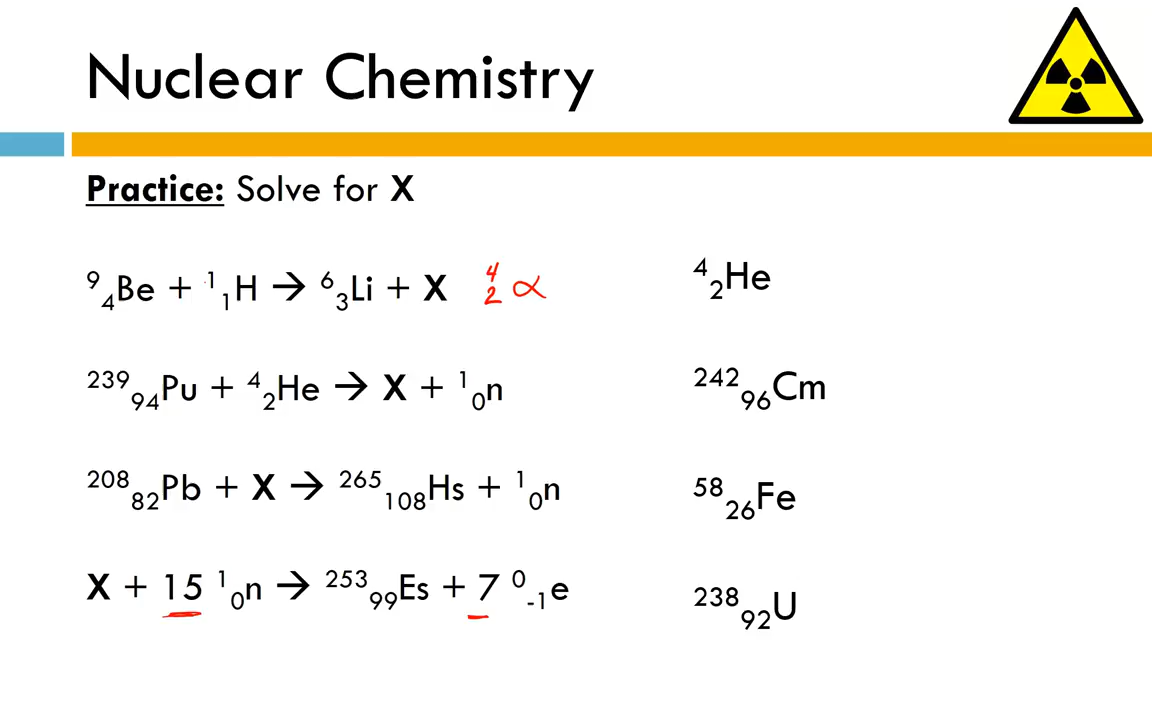 Nuclear Chemistry
Practice: Solve for X
⁹₄Be + ¹₁H → ⁶₃Li + X ⁴₂α
⁴₂He
²³⁹₉₄Pu + ⁴₂He → X + ¹₀n
²⁴²₉₆Cm
²⁰⁸₈₂Pb + X → ²⁶⁵₁₀₈Hs + ¹₀n
⁵⁸₂₆Fe
X + 15 ¹₀n → ²⁵³₉₉Es + 7 ⁰₋₁e
²³⁸₉₂U